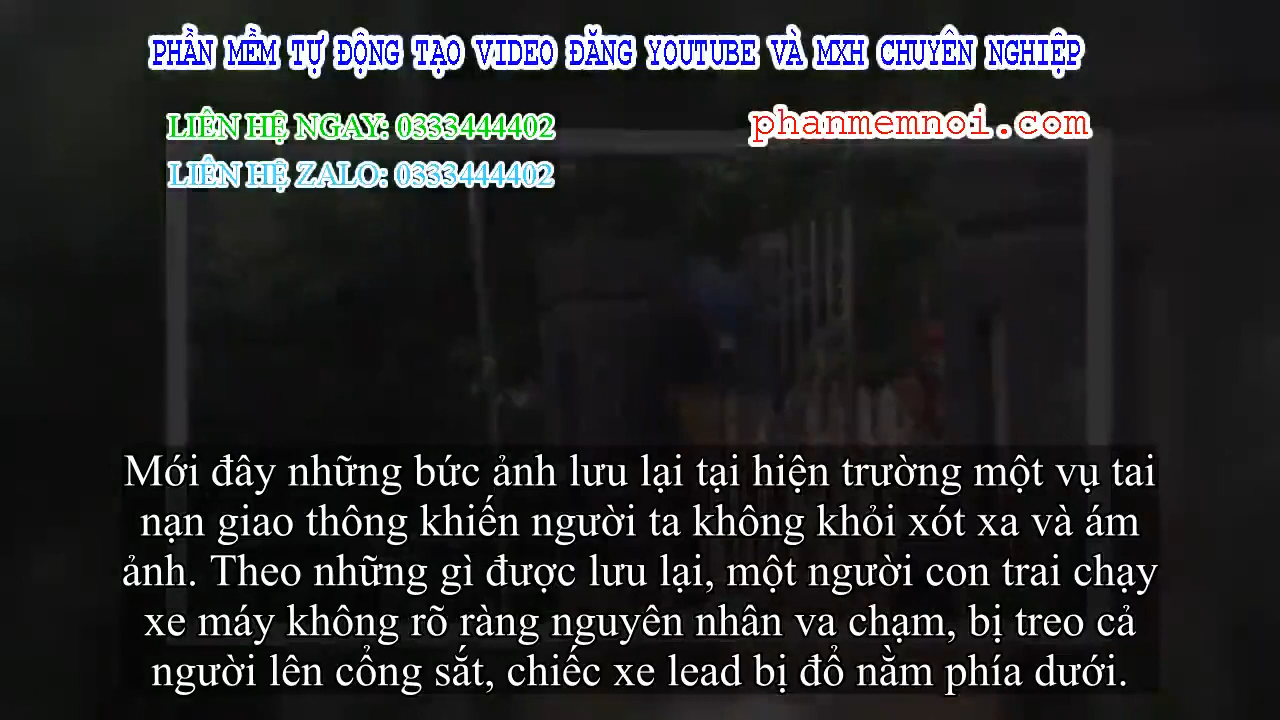 PHẦN MỀM TỰ ĐỘNG TẠO VIDEO ĐĂNG YOUTUBE VÀ MXH CHUYÊN NGHIỆP
LIÊN HỆ NGAY: 0333444402
phanmemnoi.com
LIÊN HỆ ZALO: 0333444402
Mới đây những bức ảnh lưu lại tại hiện trường một vụ tai
nạn giao thông khiến người ta không khỏi xót xa và ám
ảnh. Theo những gì được lưu lại, một người con trai chạy
xe máy không rõ ràng nguyên nhân va chạm, bị treo cả
người lên cổng sắt, chiếc xe lead bị đổ nằm phía dưới.